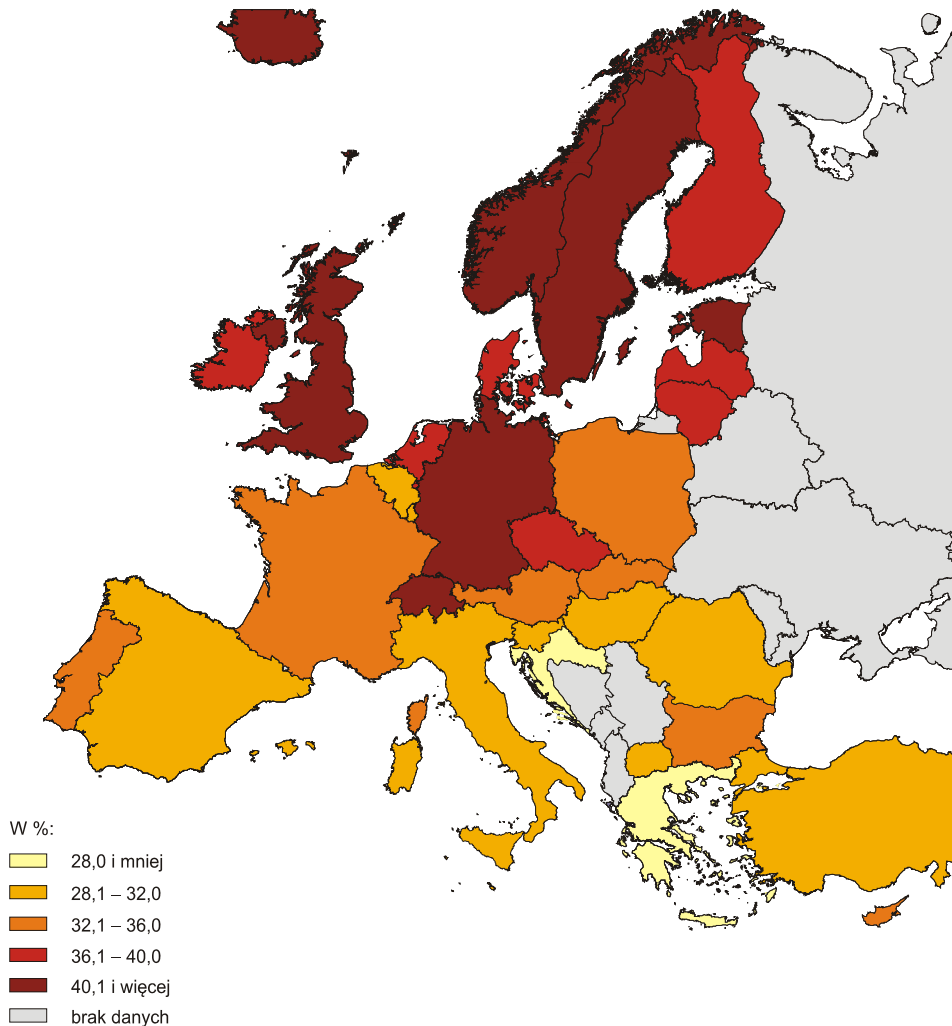 W %:
28,0 i mniej
28,1 – 32,0
32,1 – 36,0
36,1 – 40,0
40,1 i więcej
brak danych